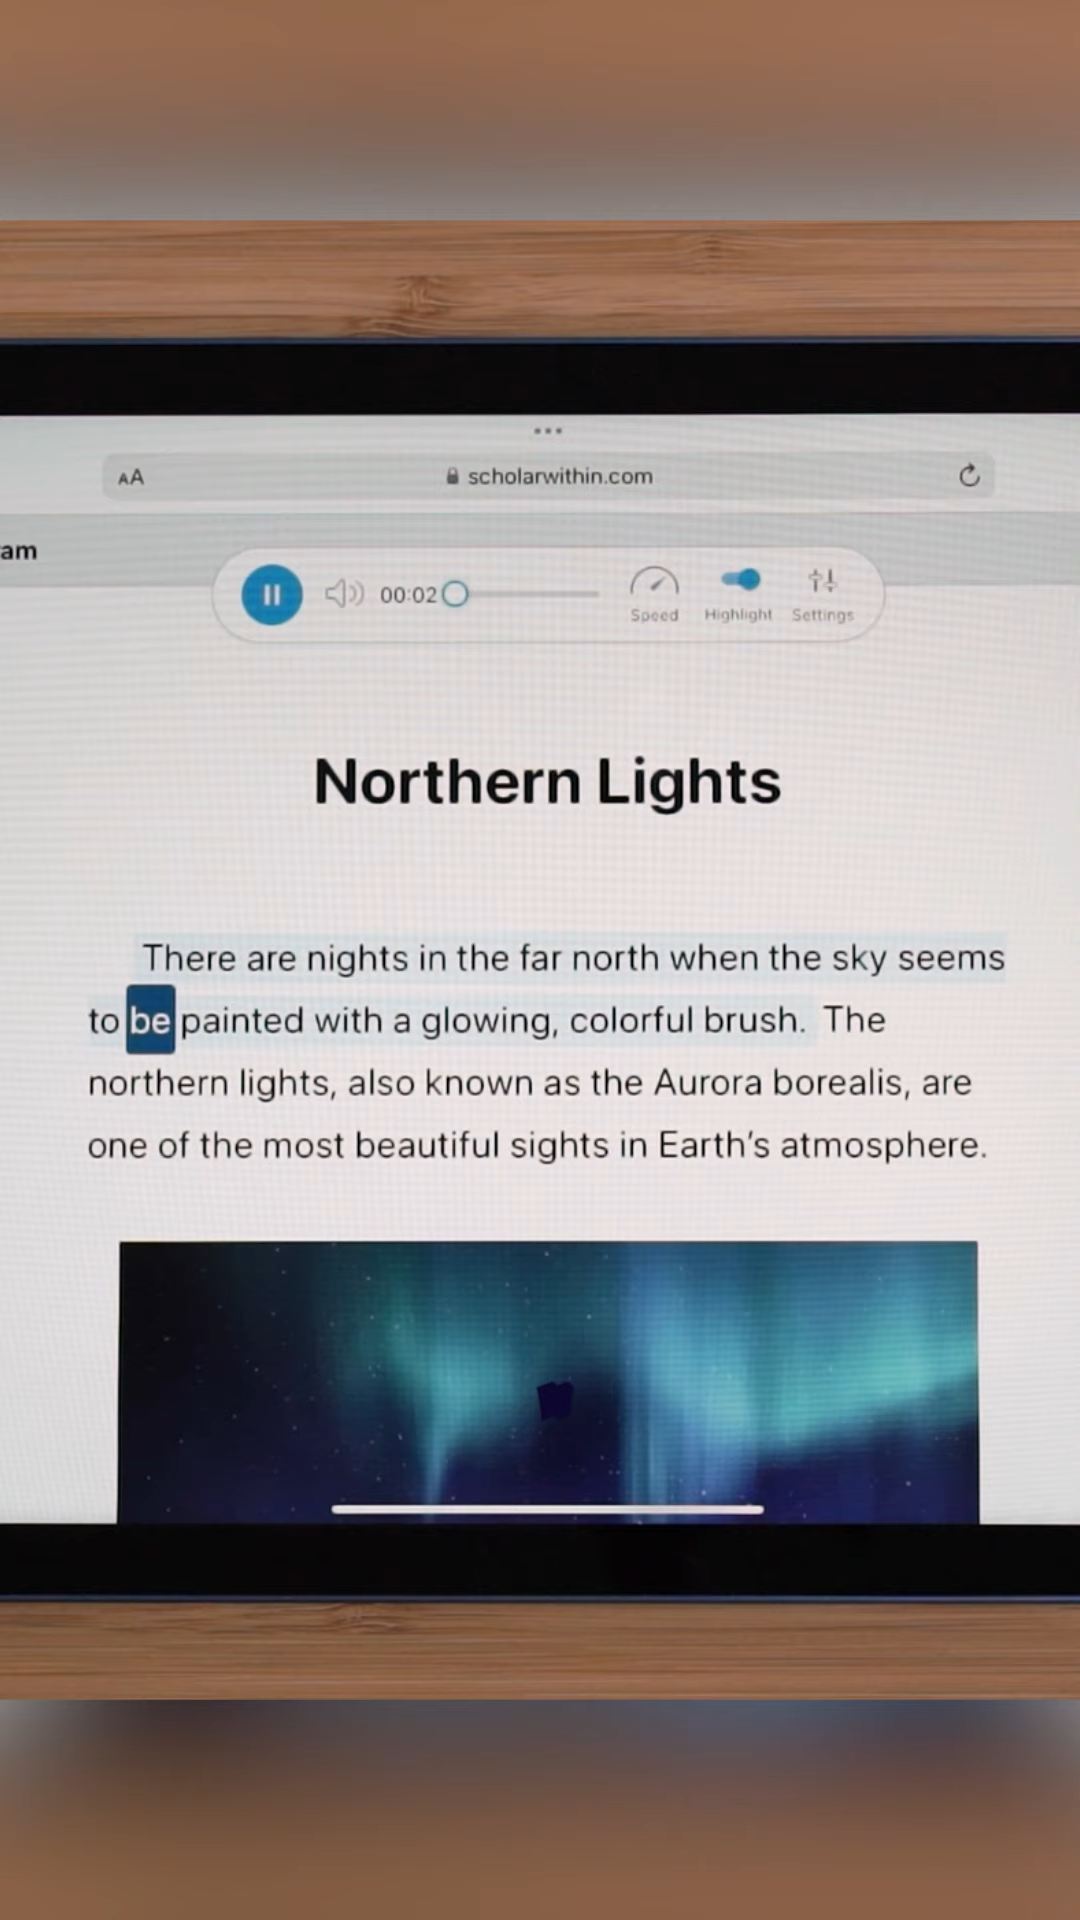 AA scholarwithin.com
am
00:02
Speed Highlight Settings
Northern Lights
There are nights in the far north when the sky seems
to be painted with a glowing, colorful brush. The
northern lights, also known as the Aurora borealis, are
one of the most beautiful sights in Earth’s atmosphere.